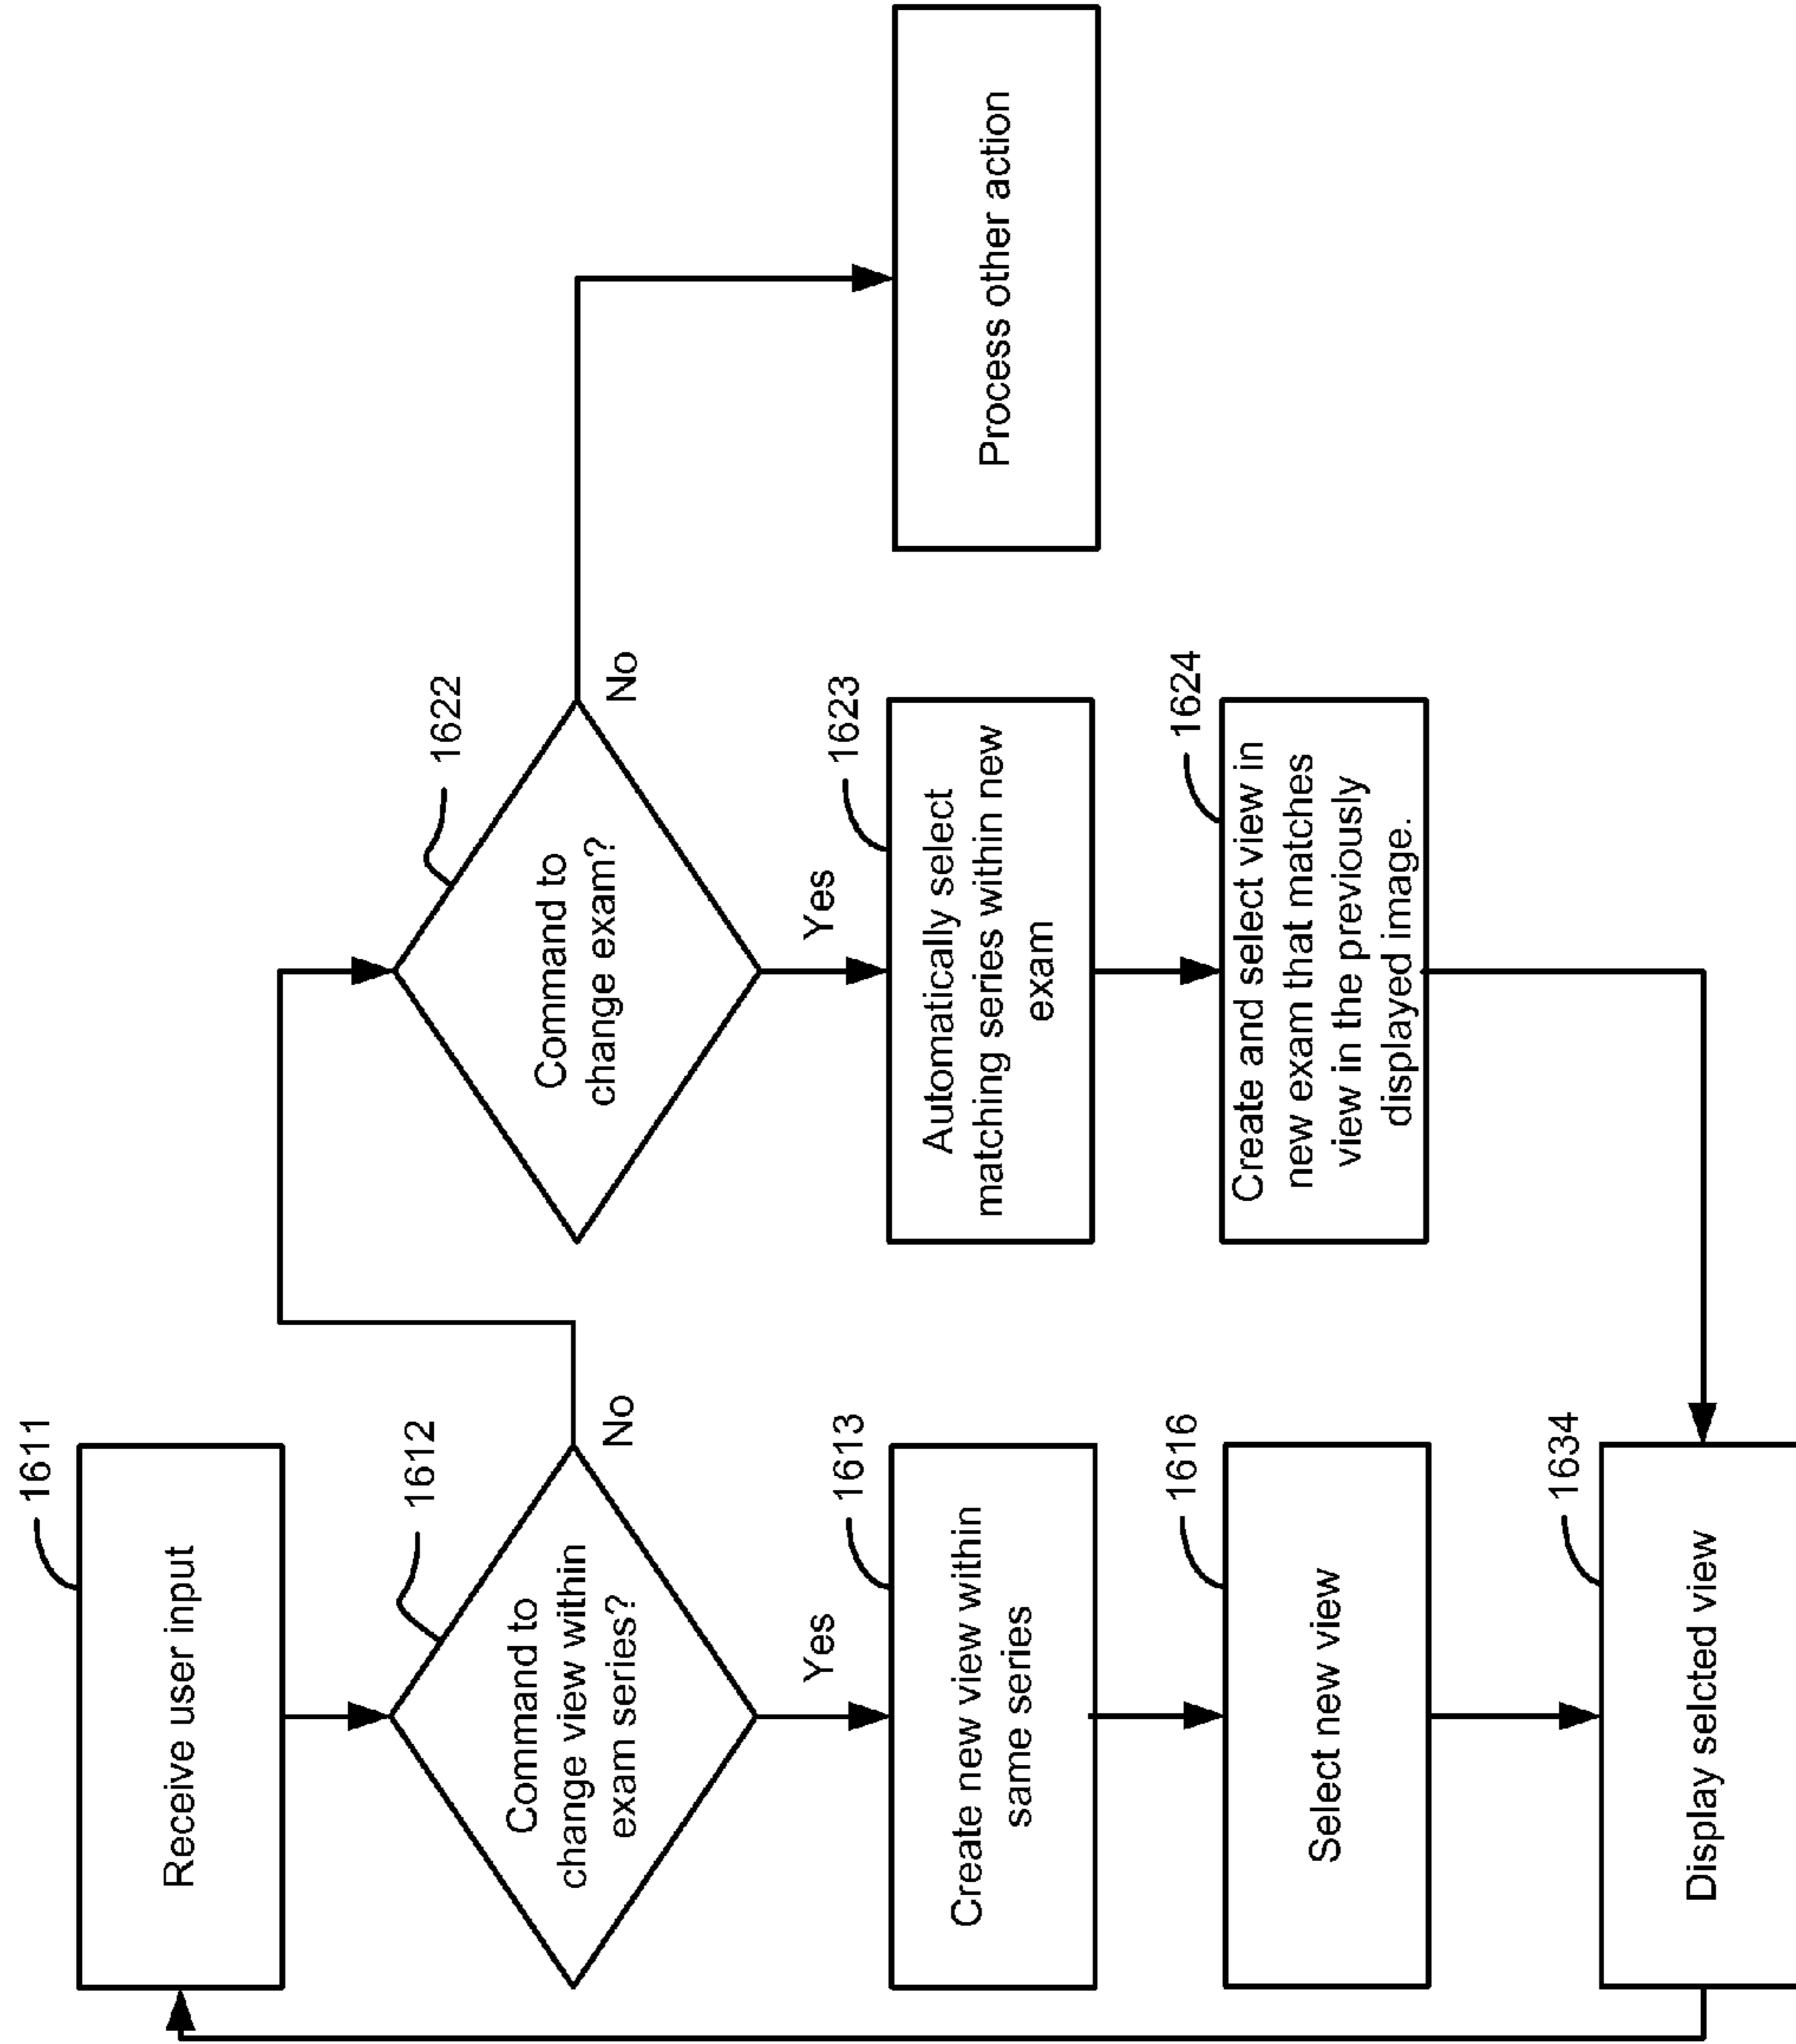 1611
Receive user input
1612
Command to
change view within
exam series?
No
Yes
1613
Create new view within
same series
1616
Select new view
1634
Display selcted view
1622
Command to
change exam?
No
Yes
1623
Automatically select
matching series within new
exam
1624
Create and select view in
new exam that matches
view in the previously
displayed image.
Process other action